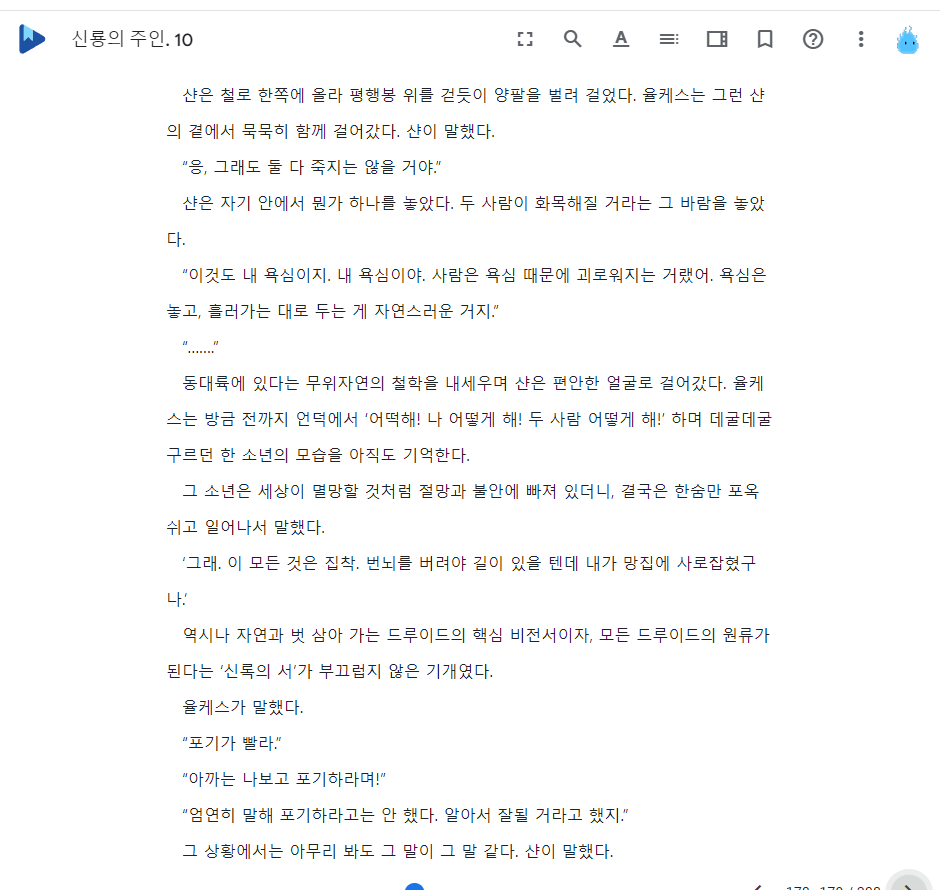 신룡의 주인. 10
샨은 철로 한쪽에 올라 평행봉 위를 걷듯이 양팔을 벌려 걸었다. 율케스는 그런 샨
의 곁에서 묵묵히 함께 걸어갔다. 샨이 말했다.
“응, 그래도 둘 다 죽지는 않을 거야.”
샨은 자기 안에서 뭔가 하나를 놓았다. 두 사람이 화목해질 거라는 그 바람을 놓았
다.
“이것도 내 욕심이지. 내 욕심이야. 사람은 욕심 때문에 괴로워지는 거랬어. 욕심은
놓고, 흘러가는 대로 두는 게 자연스러운 거지.”
“…….”
동대륙에 있다는 무위자연의 철학을 내세우며 샨은 편안한 얼굴로 걸어갔다. 율케
스는 방금 전까지 언덕에서 ‘어떡해! 나 어떻게 해! 두 사람 어떻게 해!’ 하며 데굴데굴
구르던 한 소년의 모습을 아직도 기억한다.
그 소년은 세상이 멸망할 것처럼 절망과 불안에 빠져 있더니, 결국은 한숨만 포옥
쉬고 일어나서 말했다.
‘그래. 이 모든 것은 집착. 번뇌를 버려야 길이 있을 텐데 내가 망집에 사로잡혔구
나.’
역시나 자연과 벗 삼아 가는 드루이드의 핵심 비전서이자, 모든 드루이드의 원류가
된다는 ‘신록의 서’가 부끄럽지 않은 기개였다.
율케스가 말했다.
“포기가 빨라.”
“아까는 나보고 포기하라며!”
“엄연히 말해 포기하라고는 안 했다. 알아서 잘될 거라고 했지.”
그 상황에서는 아무리 봐도 그 말이 그 말 같다. 샨이 말했다.